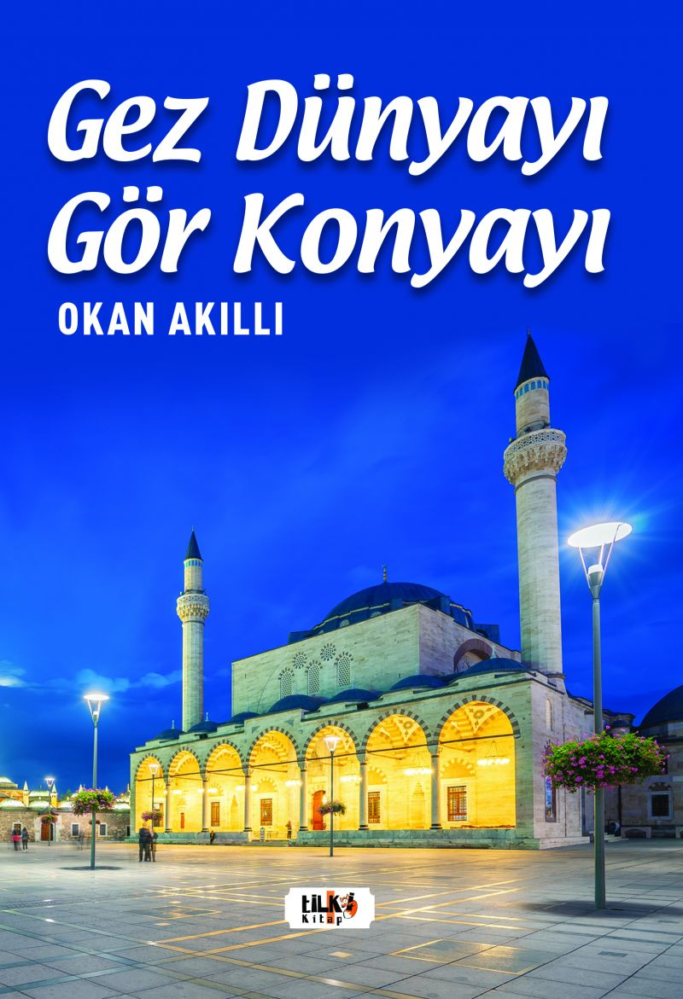 Gez Dünyayı
Gör Konyayı
OKAN AKILLI
tiLKi
Kitap